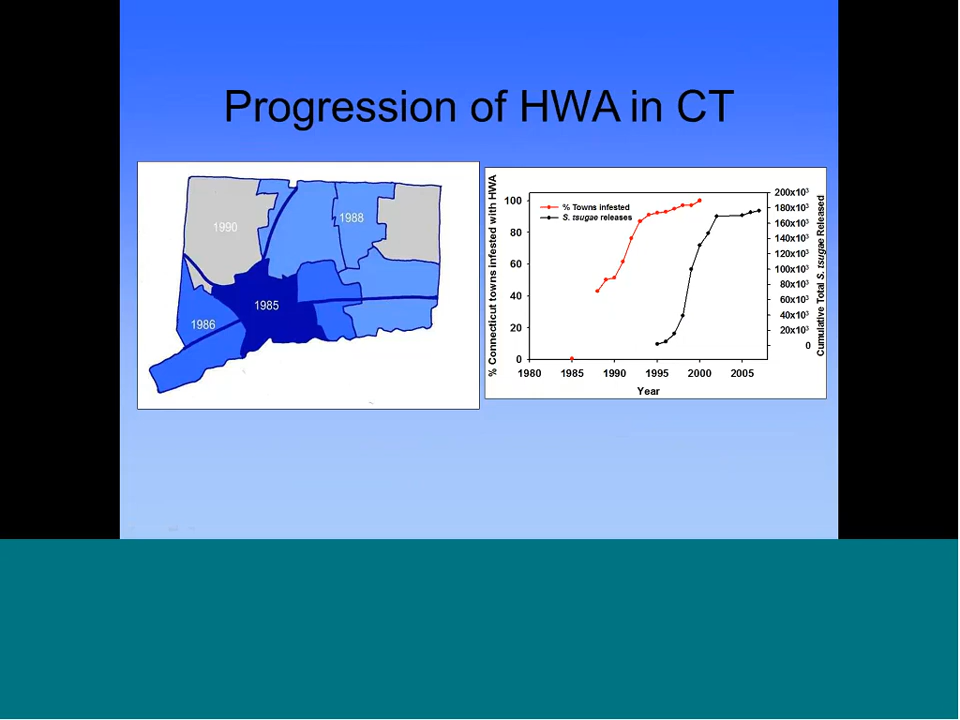 Progression of HWA in CT
1990
1988
1985
1986
% Connecticut towns infested with HWA
100
80
60
40
20
0
% Towns infested
S. tsugae releases
200x10³
180x10³
160x10³
140x10³
120x10³
100x10³
80x10³
60x10³
40x10³
20x10³
0
Cumulative Total S. tsugae Released
1980 1985 1990 1995 2000 2005
Year